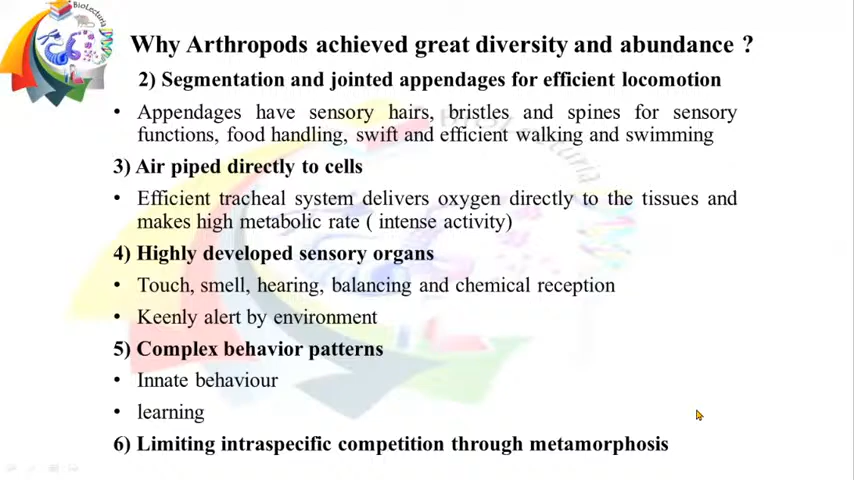 BioLecturia
Why Arthropods achieved great diversity and abundance ?
2) Segmentation and jointed appendages for efficient locomotion
• Appendages have sensory hairs, bristles and spines for sensory
functions, food handling, swift and efficient walking and swimming
3) Air piped directly to cells
• Efficient tracheal system delivers oxygen directly to the tissues and
makes high metabolic rate ( intense activity)
4) Highly developed sensory organs
• Touch, smell, hearing, balancing and chemical reception
• Keenly alert by environment
5) Complex behavior patterns
• Innate behaviour
• learning
6) Limiting intraspecific competition through metamorphosis